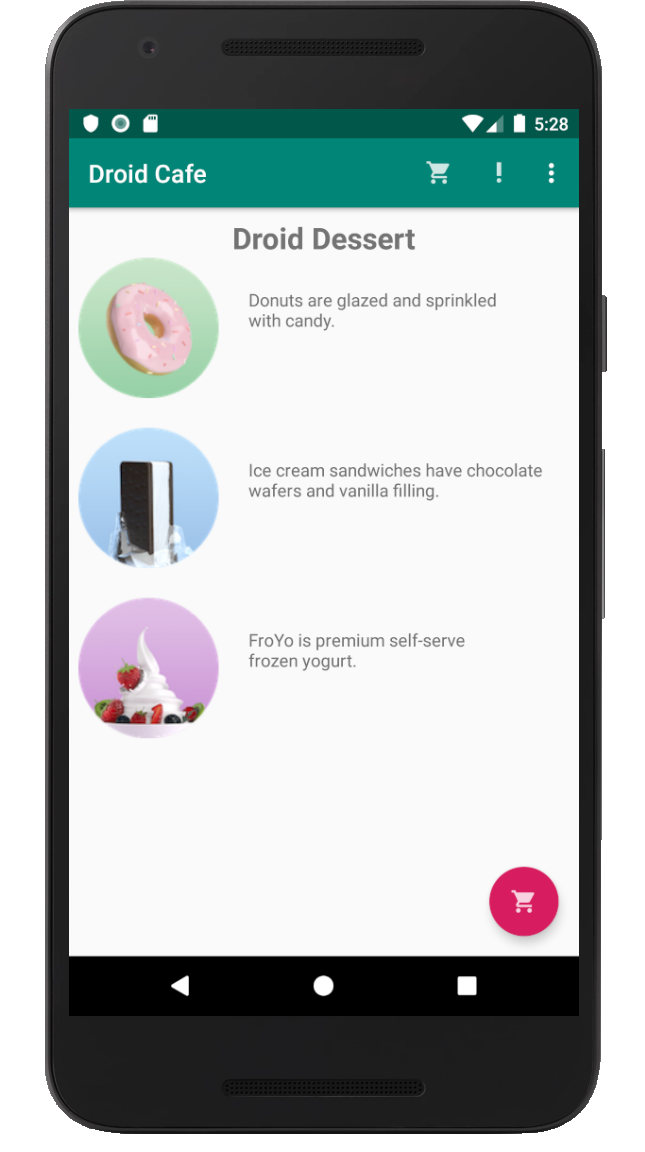 5:28
Droid Cafe
Droid Dessert
Donuts are glazed and sprinkled
with candy.
Ice cream sandwiches have chocolate
wafers and vanilla filling.
FroYo is premium self-serve
frozen yogurt.